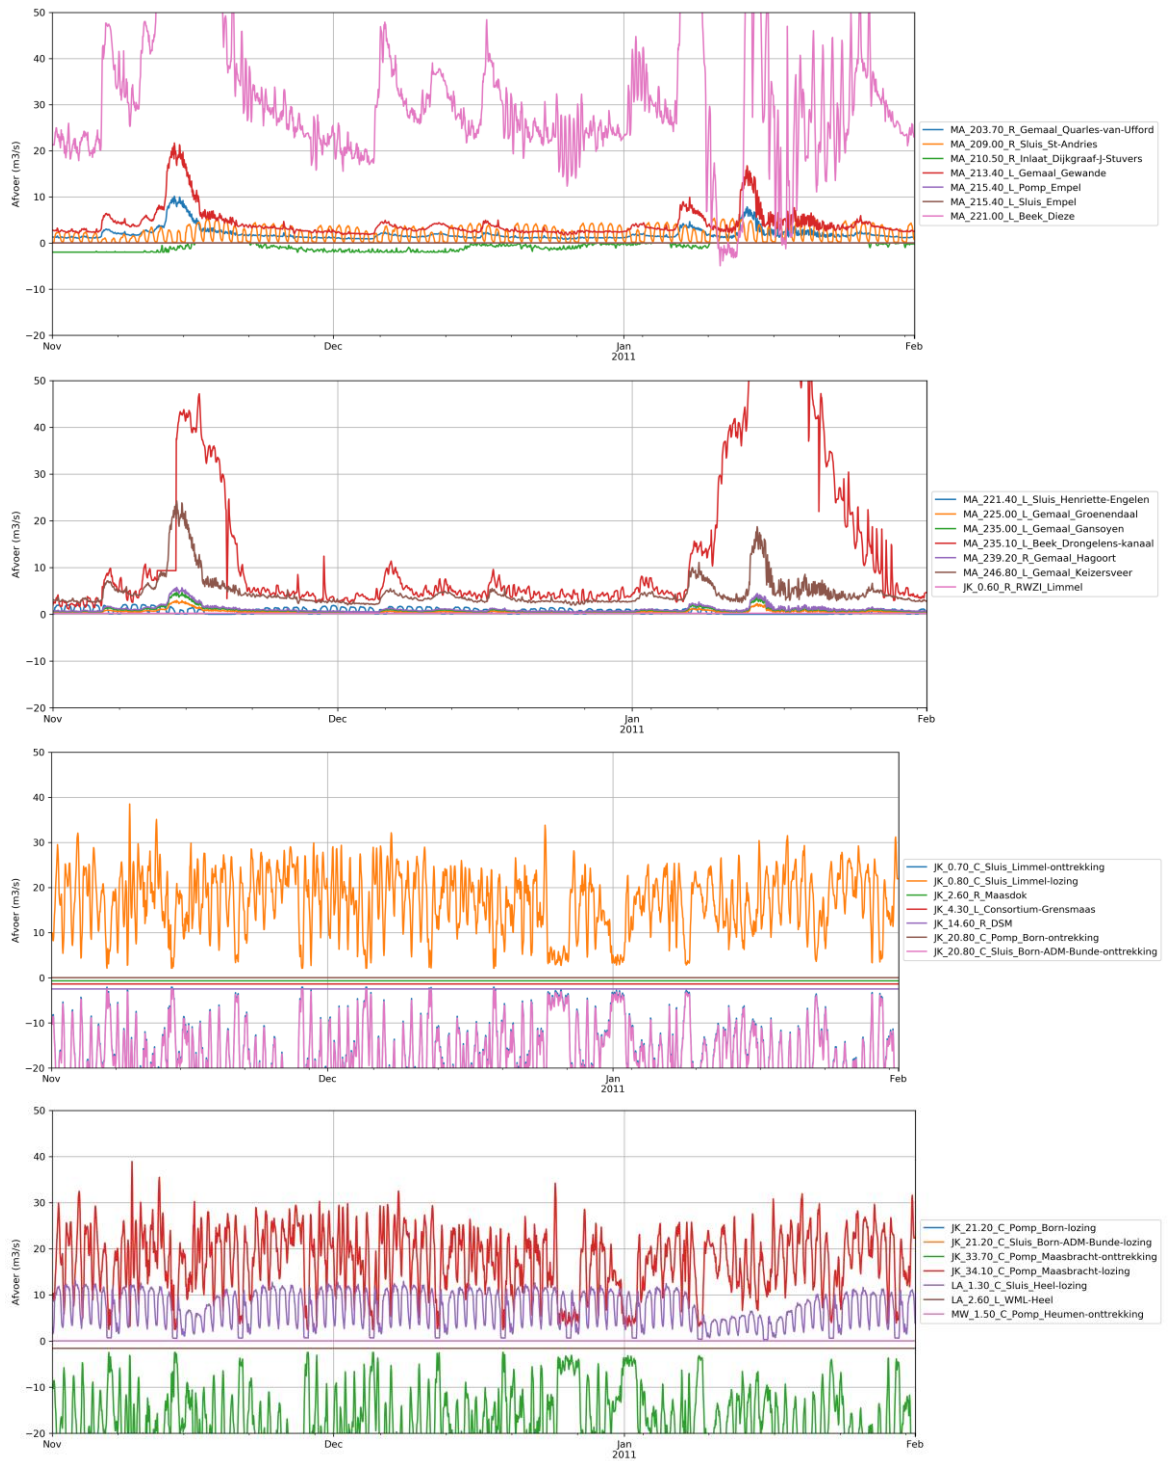 50
40
30
20
10
0
−10
−20
Afvoer (m3/s)
Nov
Dec
Jan
2011
Feb
MA_203.70_R_Gemaal_Quarles-van-Ufford
MA_209.00_R_Sluis_St-Andries
MA_210.50_R_Inlaat_Dijkgraaf-J-Stuvers
MA_213.40_L_Gemaal_Gewande
MA_215.40_L_Pomp_Empel
MA_215.40_L_Sluis_Empel
MA_221.00_L_Beek_Dieze
50
40
30
20
10
0
−10
−20
Afvoer (m3/s)
Nov
Dec
Jan
2011
Feb
MA_221.40_L_Sluis_Henriette-Engelen
MA_225.00_L_Gemaal_Groenendaal
MA_235.00_L_Gemaal_Gansoyen
MA_235.10_L_Beek_Drongelens-kanaal
MA_239.20_R_Gemaal_Hagoort
MA_246.80_L_Gemaal_Keizersveer
JK_0.60_R_RWZI_Limmel
50
40
30
20
10
0
−10
−20
Afvoer (m3/s)
Nov
Dec
Jan
2011
Feb
JK_0.70_C_Sluis_Limmel-onttrekking
JK_0.80_C_Sluis_Limmel-lozing
JK_2.60_R_Maasdok
JK_4.30_L_Consortium-Grensmaas
JK_14.60_R_DSM
JK_20.80_C_Pomp_Born-ontrekking
JK_20.80_C_Sluis_Born-ADM-Bunde-onttrekking
50
40
30
20
10
0
−10
−20
Afvoer (m3/s)
Nov
Dec
Jan
2011
Feb
JK_21.20_C_Pomp_Born-lozing
JK_21.20_C_Sluis_Born-ADM-Bunde-lozing
JK_33.70_C_Pomp_Maasbracht-onttrekking
JK_34.10_C_Pomp_Maasbracht-lozing
LA_1.30_C_Sluis_Heel-lozing
LA_2.60_L_WML-Heel
MW_1.50_C_Pomp_Heumen-onttrekking